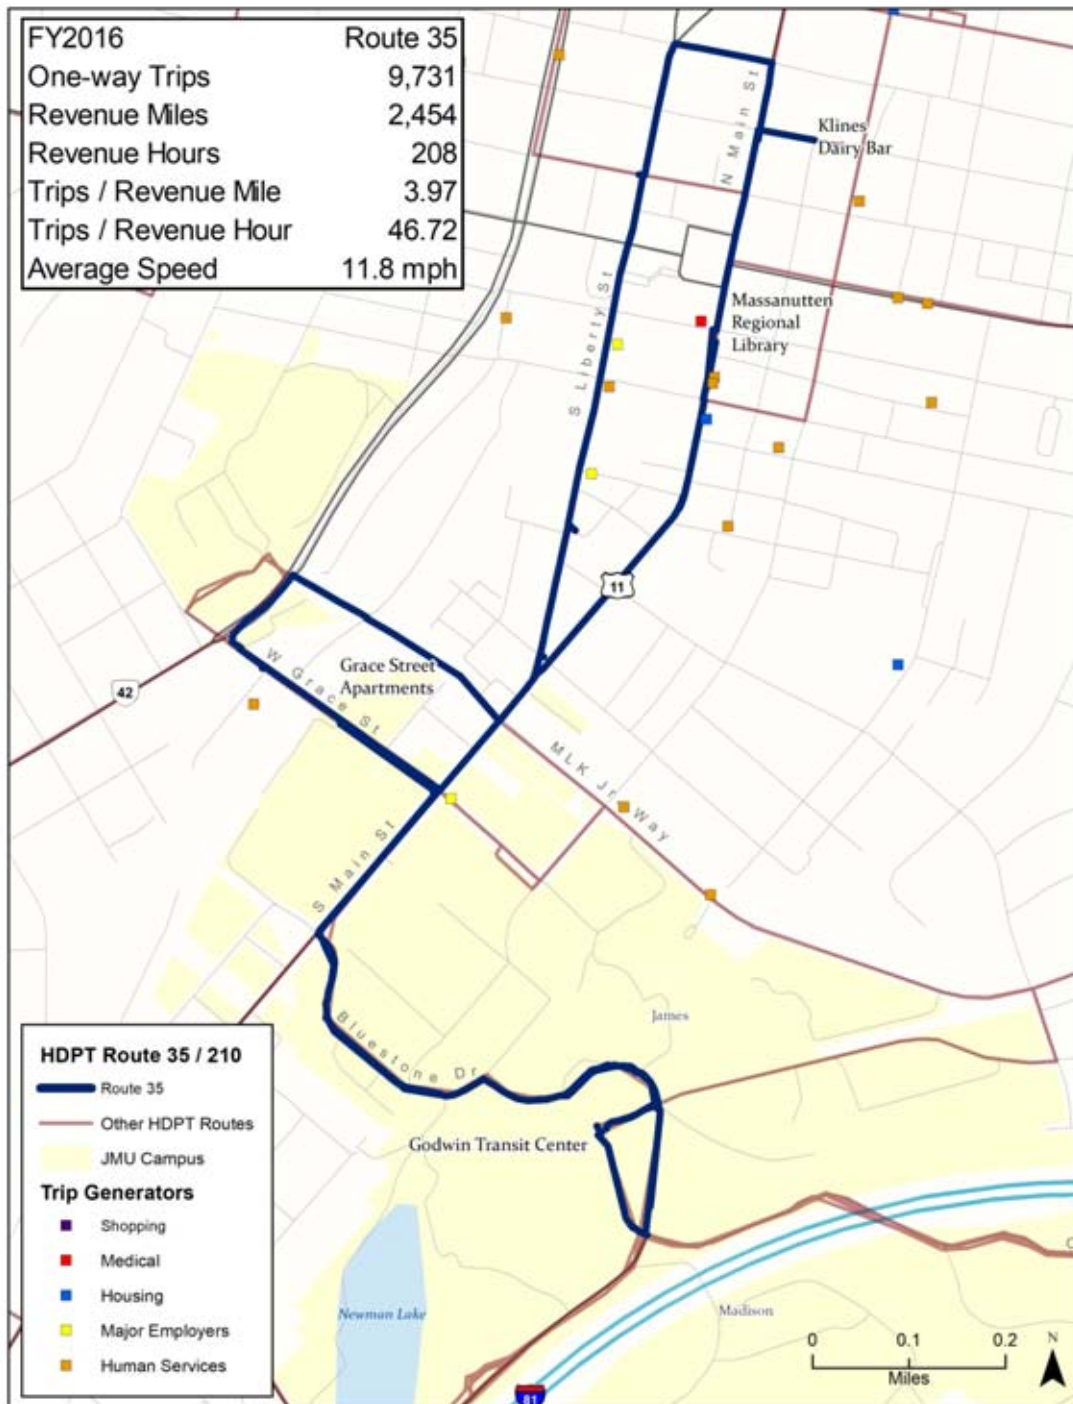 FY2016 Route 35
One-way Trips 9,731
Revenue Miles 2,454
Revenue Hours 208
Trips / Revenue Mile 3.97
Trips / Revenue Hour 46.72
Average Speed 11.8 mph
N Main St
Klines
Dairy Bar
S Liberty St
Massanutten
Regional
Library
11
42
W Grace St
Grace Street
Apartments
MLK Jr Way
S Main St
James
Bluestone Dr
Godwin Transit Center
Newman Lake
Madison
81
HDPT Route 35 / 210
Route 35
Other HDPT Routes
JMU Campus
Trip Generators
Shopping
Medical
Housing
Major Employers
Human Services
0 0.1 0.2
Miles
N